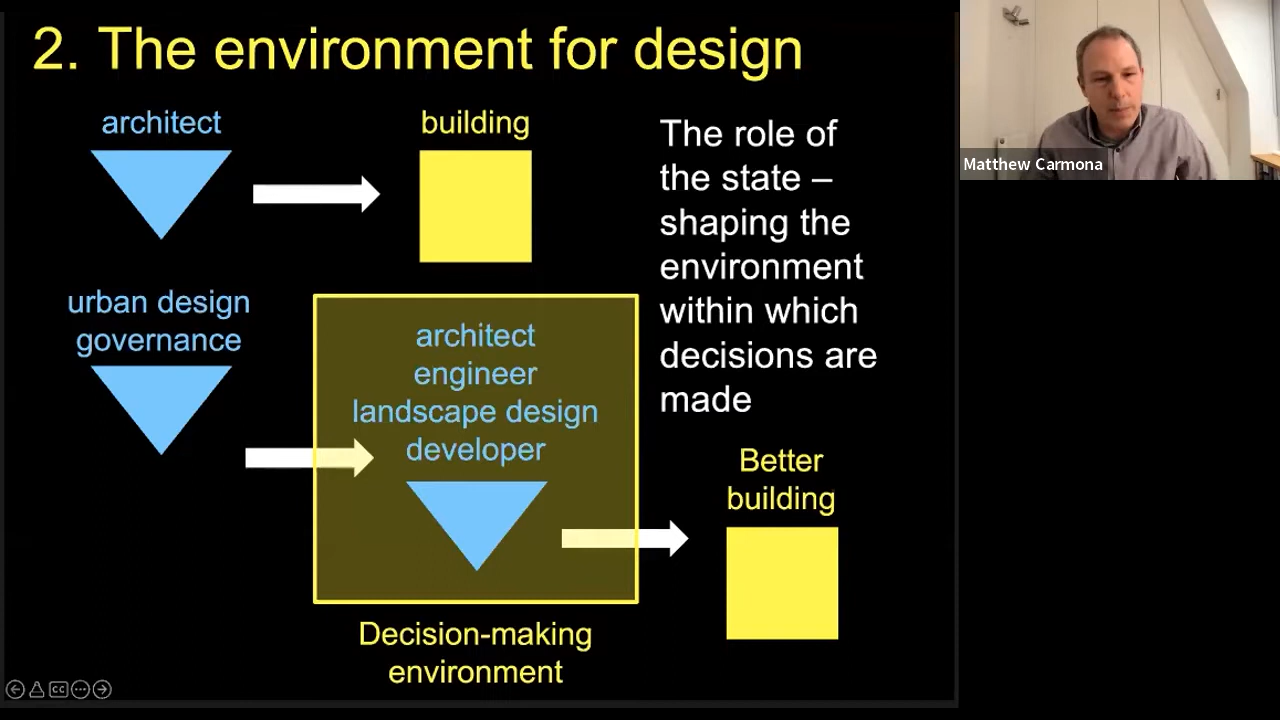 2. The environment for design
architect
building
The role of
the state –
shaping the
environment
within which
decisions are
made
urban design
governance
architect
engineer
landscape design
developer
Better
building
Decision-making
environment
Matthew Carmona
CC